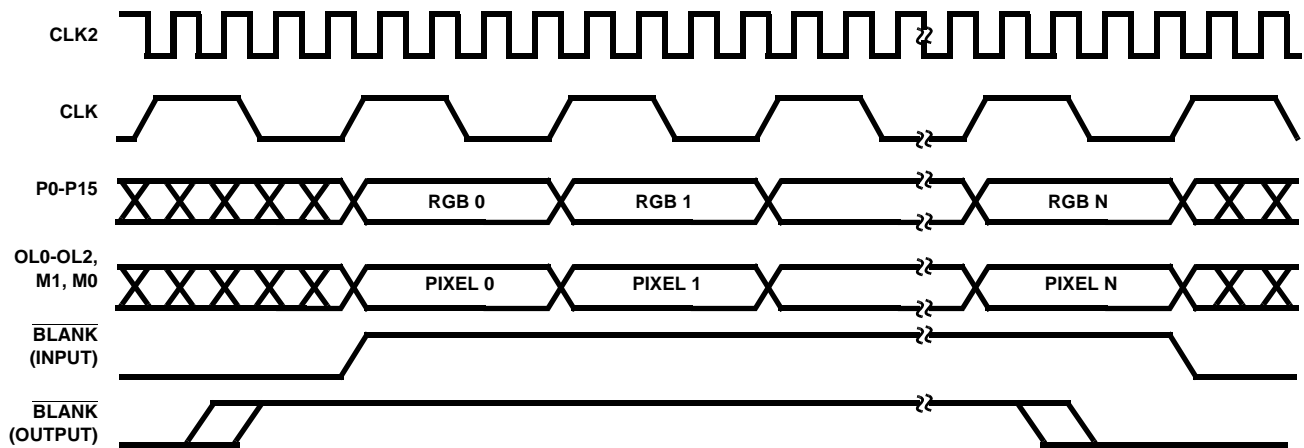 CLK2
CLK
P0-P15
RGB 0 RGB 1 RGB N
OL0-OL2,
M1, M0
PIXEL 0 PIXEL 1 PIXEL N
BLANK
(INPUT)
BLANK
(OUTPUT)